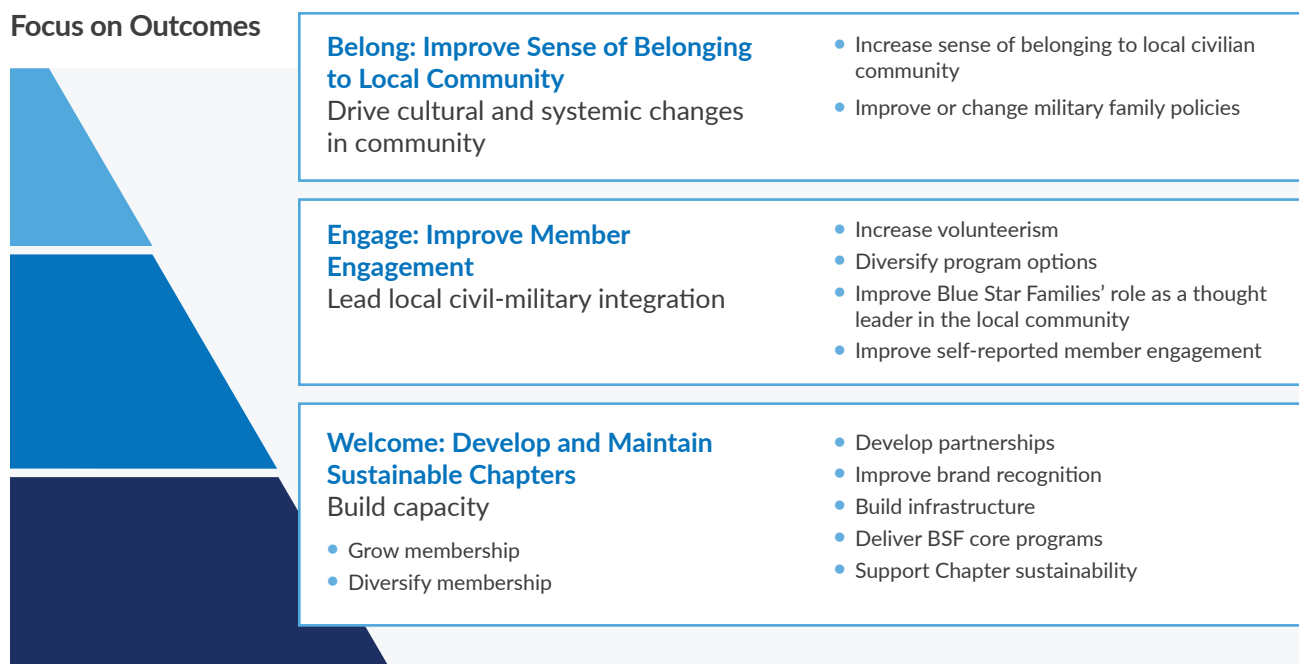 Focus on Outcomes
Belong: Improve Sense of Belonging
to Local Community
Drive cultural and systemic changes
in community
• Increase sense of belonging to local civilian
community
• Improve or change military family policies
Engage: Improve Member
Engagement
Lead local civil-military integration
• Increase volunteerism
• Diversify program options
• Improve Blue Star Families’ role as a thought
leader in the local community
• Improve self-reported member engagement
Welcome: Develop and Maintain
Sustainable Chapters
Build capacity
• Grow membership
• Diversify membership
• Develop partnerships
• Improve brand recognition
• Build infrastructure
• Deliver BSF core programs
• Support Chapter sustainability